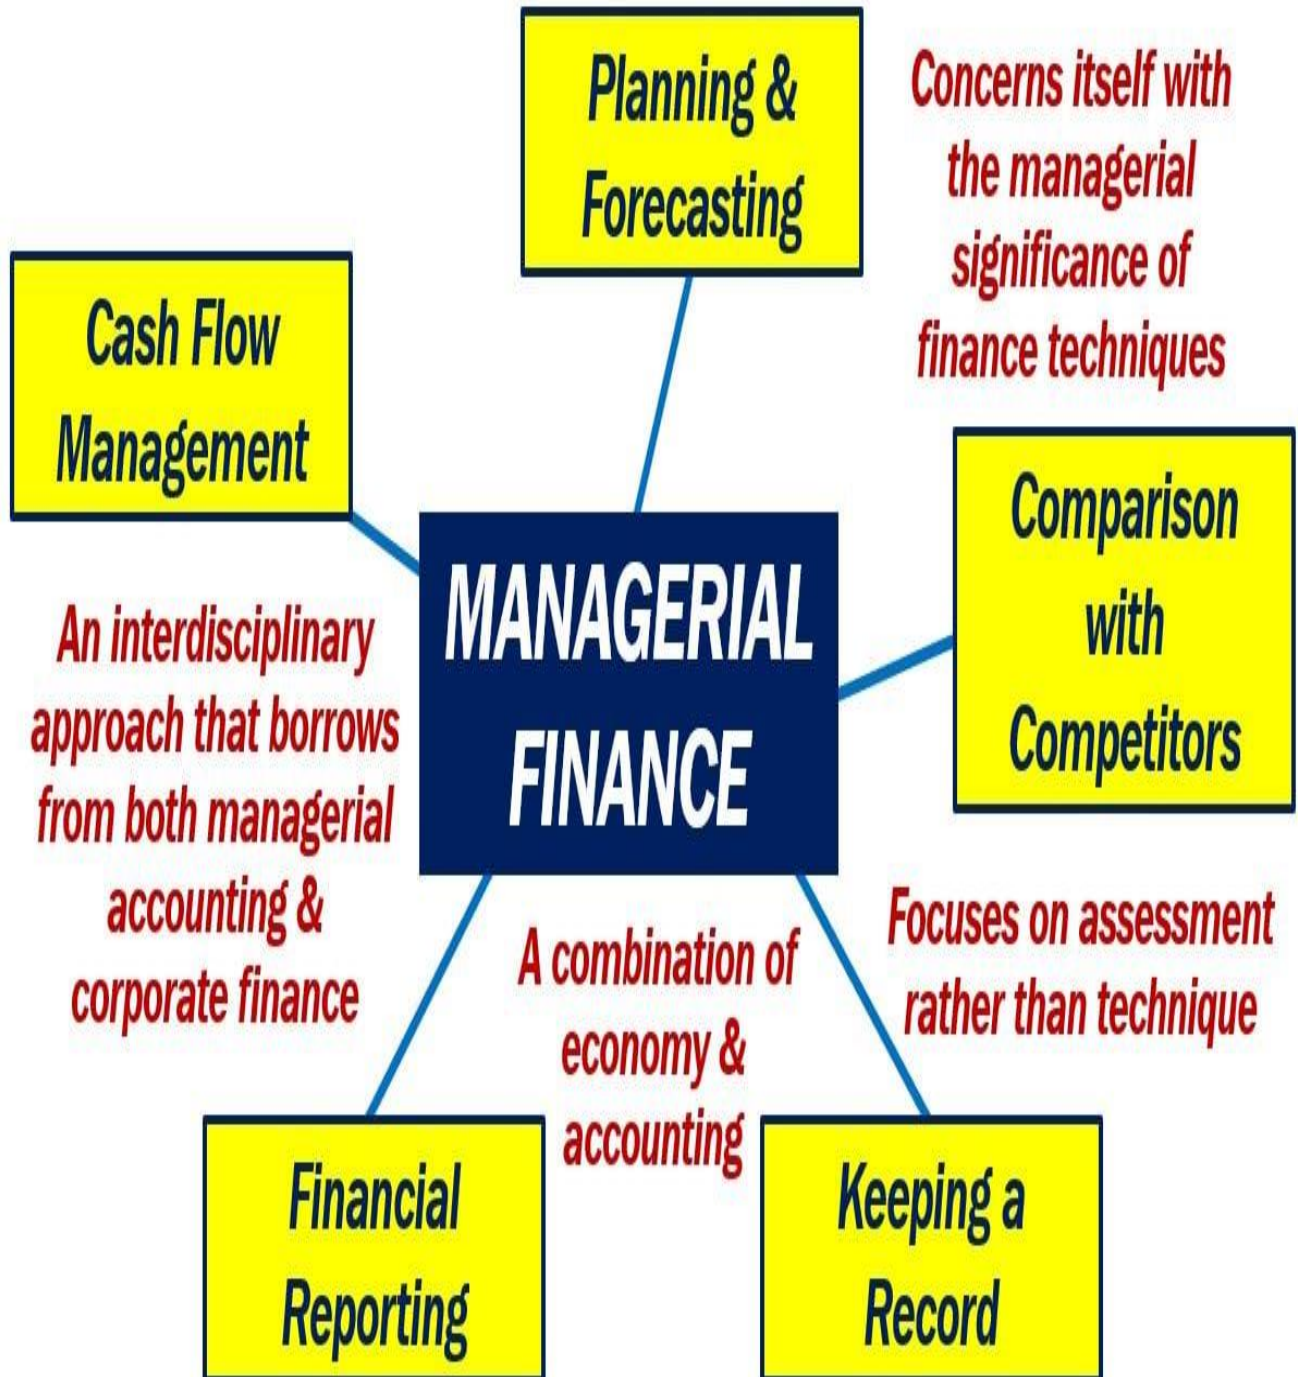 Planning &
Forecasting
Concerns itself with
the managerial
significance of
finance techniques
Cash Flow
Management
Comparison
with
Competitors
MANAGERIAL
FINANCE
An interdisciplinary
approach that borrows
from both managerial
accounting &
corporate finance
Focuses on assessment
rather than technique
A combination of
economy &
accounting
Financial
Reporting
Keeping a
Record